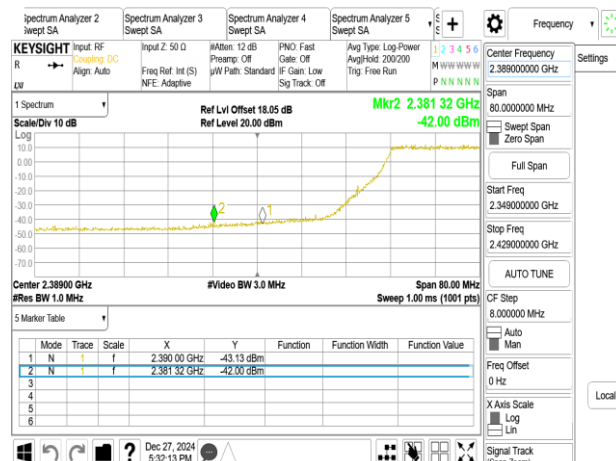 Spectrum Analyzer 2
Swept SA
Spectrum Analyzer 3
Swept SA
Spectrum Analyzer 4
Swept SA
Spectrum Analyzer 5
Swept SA
+
Frequency
Settings
KEYSIGHT
R
LXI
Input: RF
Coupling: DC
Align: Auto
Input Z: 50 Ω
Freq Ref: Int (S)
NFE: Adaptive
#Atten: 12 dB
Preamp: Off
µW Path: Standard
PNO: Fast
Gate: Off
IF Gain: Low
Sig Track: Off
Avg Type: Log-Power
Avg|Hold: 200/200
Trig: Free Run
1 2 3 4 5 6
M W W W W W
P N N N N N
1 Spectrum
Scale/Div 10 dB
Log
Ref Lvl Offset 18.05 dB
Ref Level 20.00 dBm
Mkr2 2.381 32 GHz
-42.00 dBm
10.0
0.00
-10.0
-20.0
-30.0
-40.0
-50.0
-60.0
-70.0
2
1
Center 2.38900 GHz
#Res BW 1.0 MHz
#Video BW 3.0 MHz
Span 80.00 MHz
Sweep 1.00 ms (1001 pts)
5 Marker Table
Mode Trace Scale X Y Function Function Width Function Value
1 N 1 f 2.390 00 GHz -43.13 dBm
2 N 1 f 2.381 32 GHz -42.00 dBm
3
4
5
6
?
Dec 27, 2024
5:32:13 PM
Center Frequency
2.389000000 GHz
Span
80.0000000 MHz
Swept Span
Zero Span
Full Span
Start Freq
2.349000000 GHz
Stop Freq
2.429000000 GHz
AUTO TUNE
CF Step
8.000000 MHz
Auto
Man
Freq Offset
0 Hz
X Axis Scale
Log
Lin
Signal Track
Local